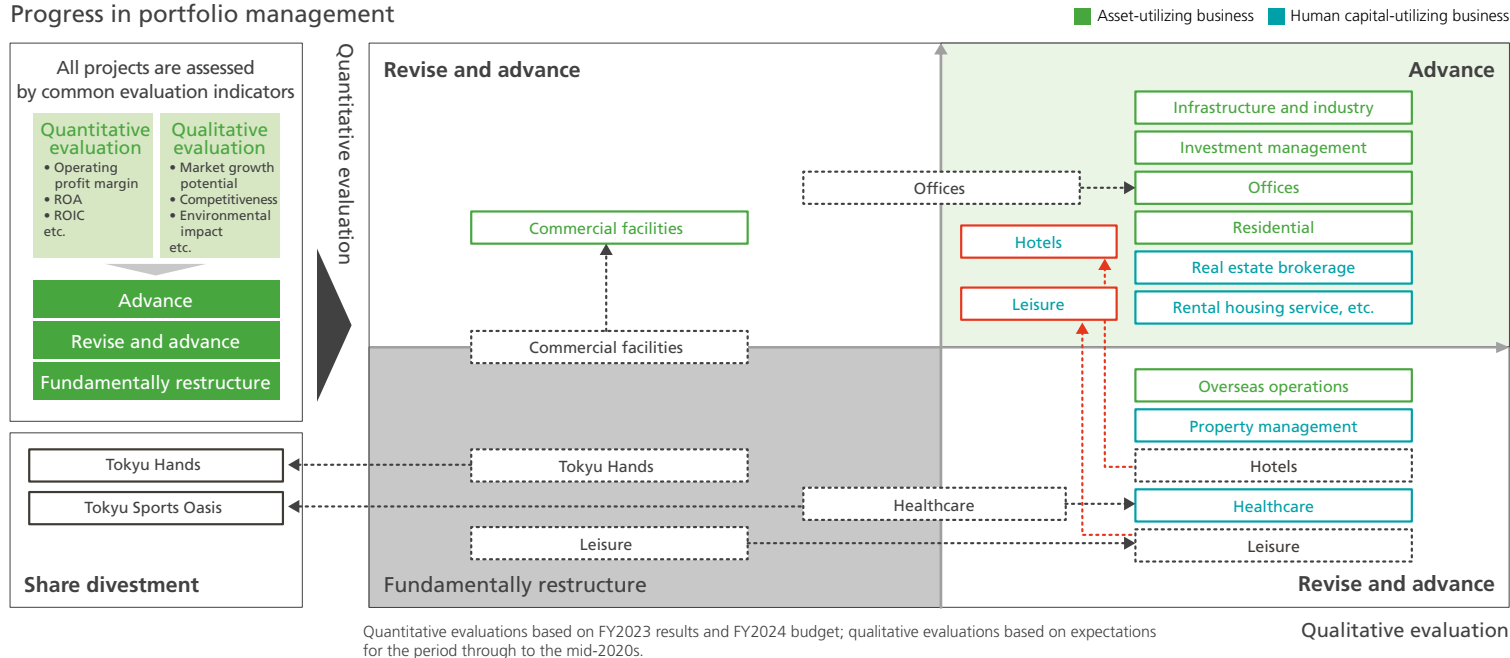 Progress in portfolio management
Asset-utilizing business
Human capital-utilizing business
All projects are assessed
by common evaluation indicators
Quantitative
evaluation
• Operating
profit margin
• ROA
• ROIC
etc.
Qualitative
evaluation
• Market growth
potential
• Competitiveness
• Environmental
impact
etc.
Advance
Revise and advance
Fundamentally restructure
Tokyu Hands
Tokyu Sports Oasis
Share divestment
Quantitative evaluation
Revise and advance
Commercial facilities
Commercial facilities
Advance
Infrastructure and industry
Investment management
Offices
Offices
Residential
Hotels
Real estate brokerage
Leisure
Rental housing service, etc.
Tokyu Hands
Healthcare
Leisure
Fundamentally restructure
Overseas operations
Property management
Hotels
Healthcare
Leisure
Revise and advance
Quantitative evaluations based on FY2023 results and FY2024 budget; qualitative evaluations based on expectations
for the period through to the mid-2020s.
Qualitative evaluation